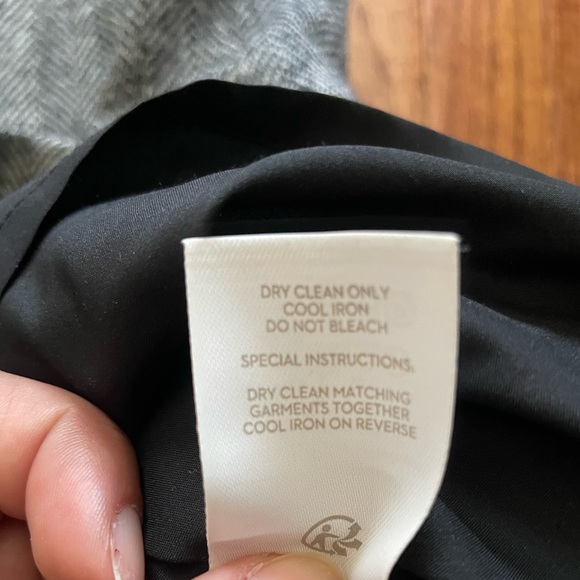 DRY CLEAN ONLY
COOL IRON
DO NOT BLEACH
SPECIAL INSTRUCTIONS.
DRY CLEAN MATCHING
GARMENTS TOGETHER
COOL IRON ON REVERSE